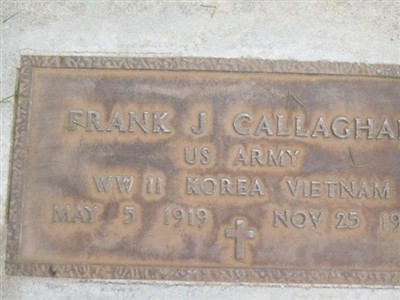 FRANK J CALLAGHA
US ARMY
WW II KOREA VIETNAM
MAY 5 1919 NOV 25 19